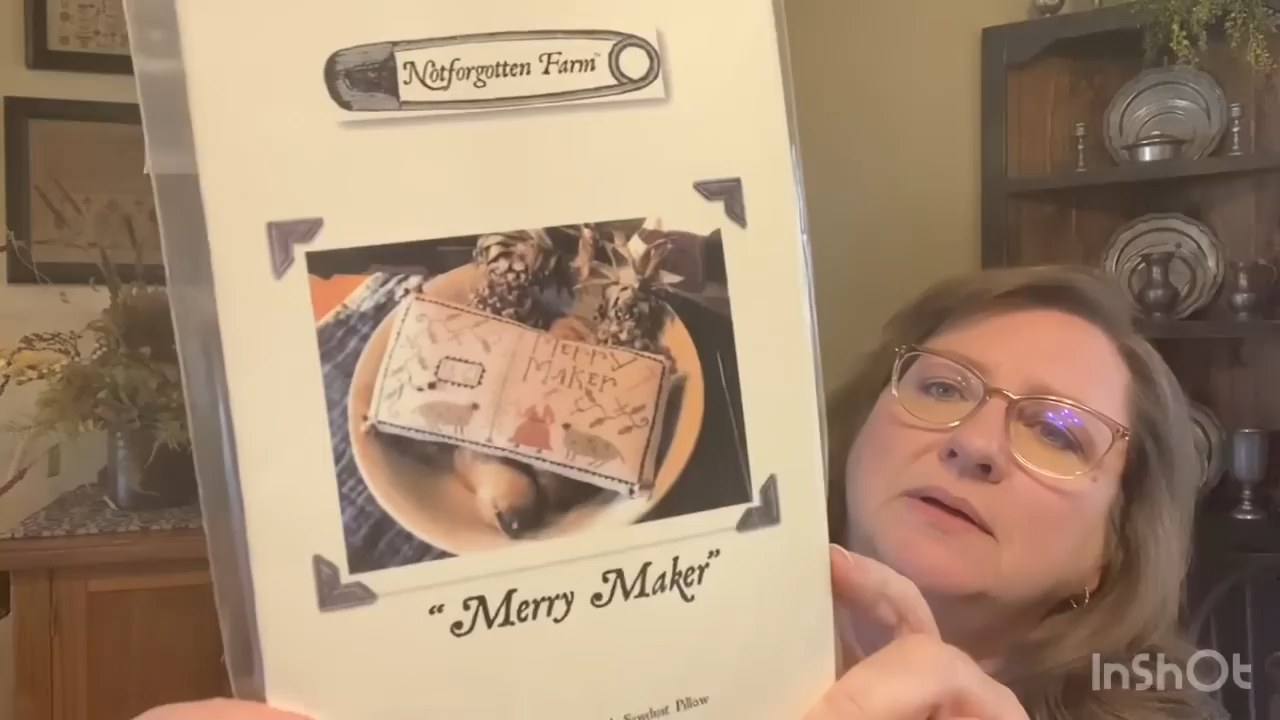 Notforgotten Farm™
Merry
Maker
"Merry Maker"
Sawdust Pillow
InShOt